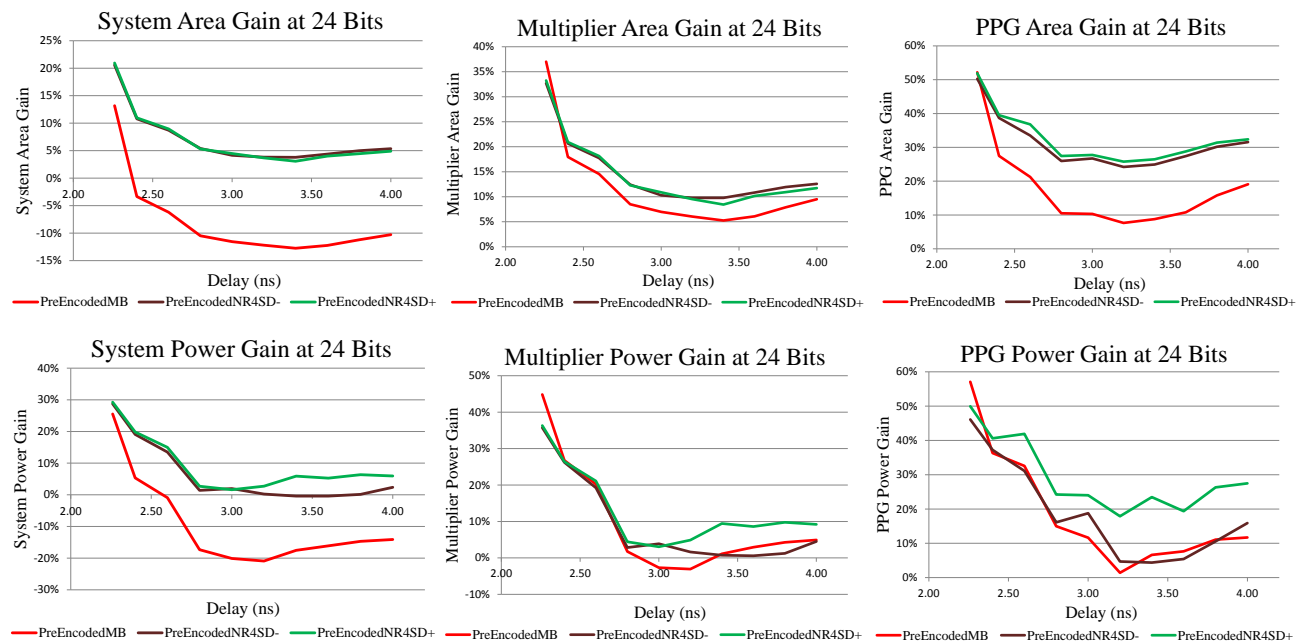 System Area Gain at 24 Bits
25%
20%
15%
10%
5%
0%
-5%
-10%
-15%
2.00
2.50
3.00
3.50
4.00
System Area Gain
Delay (ns)
PreEncodedMB
PreEncodedNR4SD-
PreEncodedNR4SD+
Multiplier Area Gain at 24 Bits
40%
35%
30%
25%
20%
15%
10%
5%
0%
2.00
2.50
3.00
3.50
4.00
Multiplier Area Gain
Delay (ns)
PreEncodedMB
PreEncodedNR4SD-
PreEncodedNR4SD+
PPG Area Gain at 24 Bits
60%
50%
40%
30%
20%
10%
0%
2.00
2.50
3.00
3.50
4.00
PPG Area Gain
Delay (ns)
PreEncodedMB
PreEncodedNR4SD-
PreEncodedNR4SD+
System Power Gain at 24 Bits
40%
30%
20%
10%
0%
-10%
-20%
-30%
2.00
2.50
3.00
3.50
4.00
System Power Gain
Delay (ns)
PreEncodedMB
PreEncodedNR4SD-
PreEncodedNR4SD+
Multiplier Power Gain at 24 Bits
50%
40%
30%
20%
10%
0%
-10%
2.00
2.50
3.00
3.50
4.00
Multiplier Power Gain
Delay (ns)
PreEncodedMB
PreEncodedNR4SD-
PreEncodedNR4SD+
PPG Power Gain at 24 Bits
60%
50%
40%
30%
20%
10%
0%
2.00
2.50
3.00
3.50
4.00
PPG Power Gain
Delay (ns)
PreEncodedMB
PreEncodedNR4SD-
PreEncodedNR4SD+